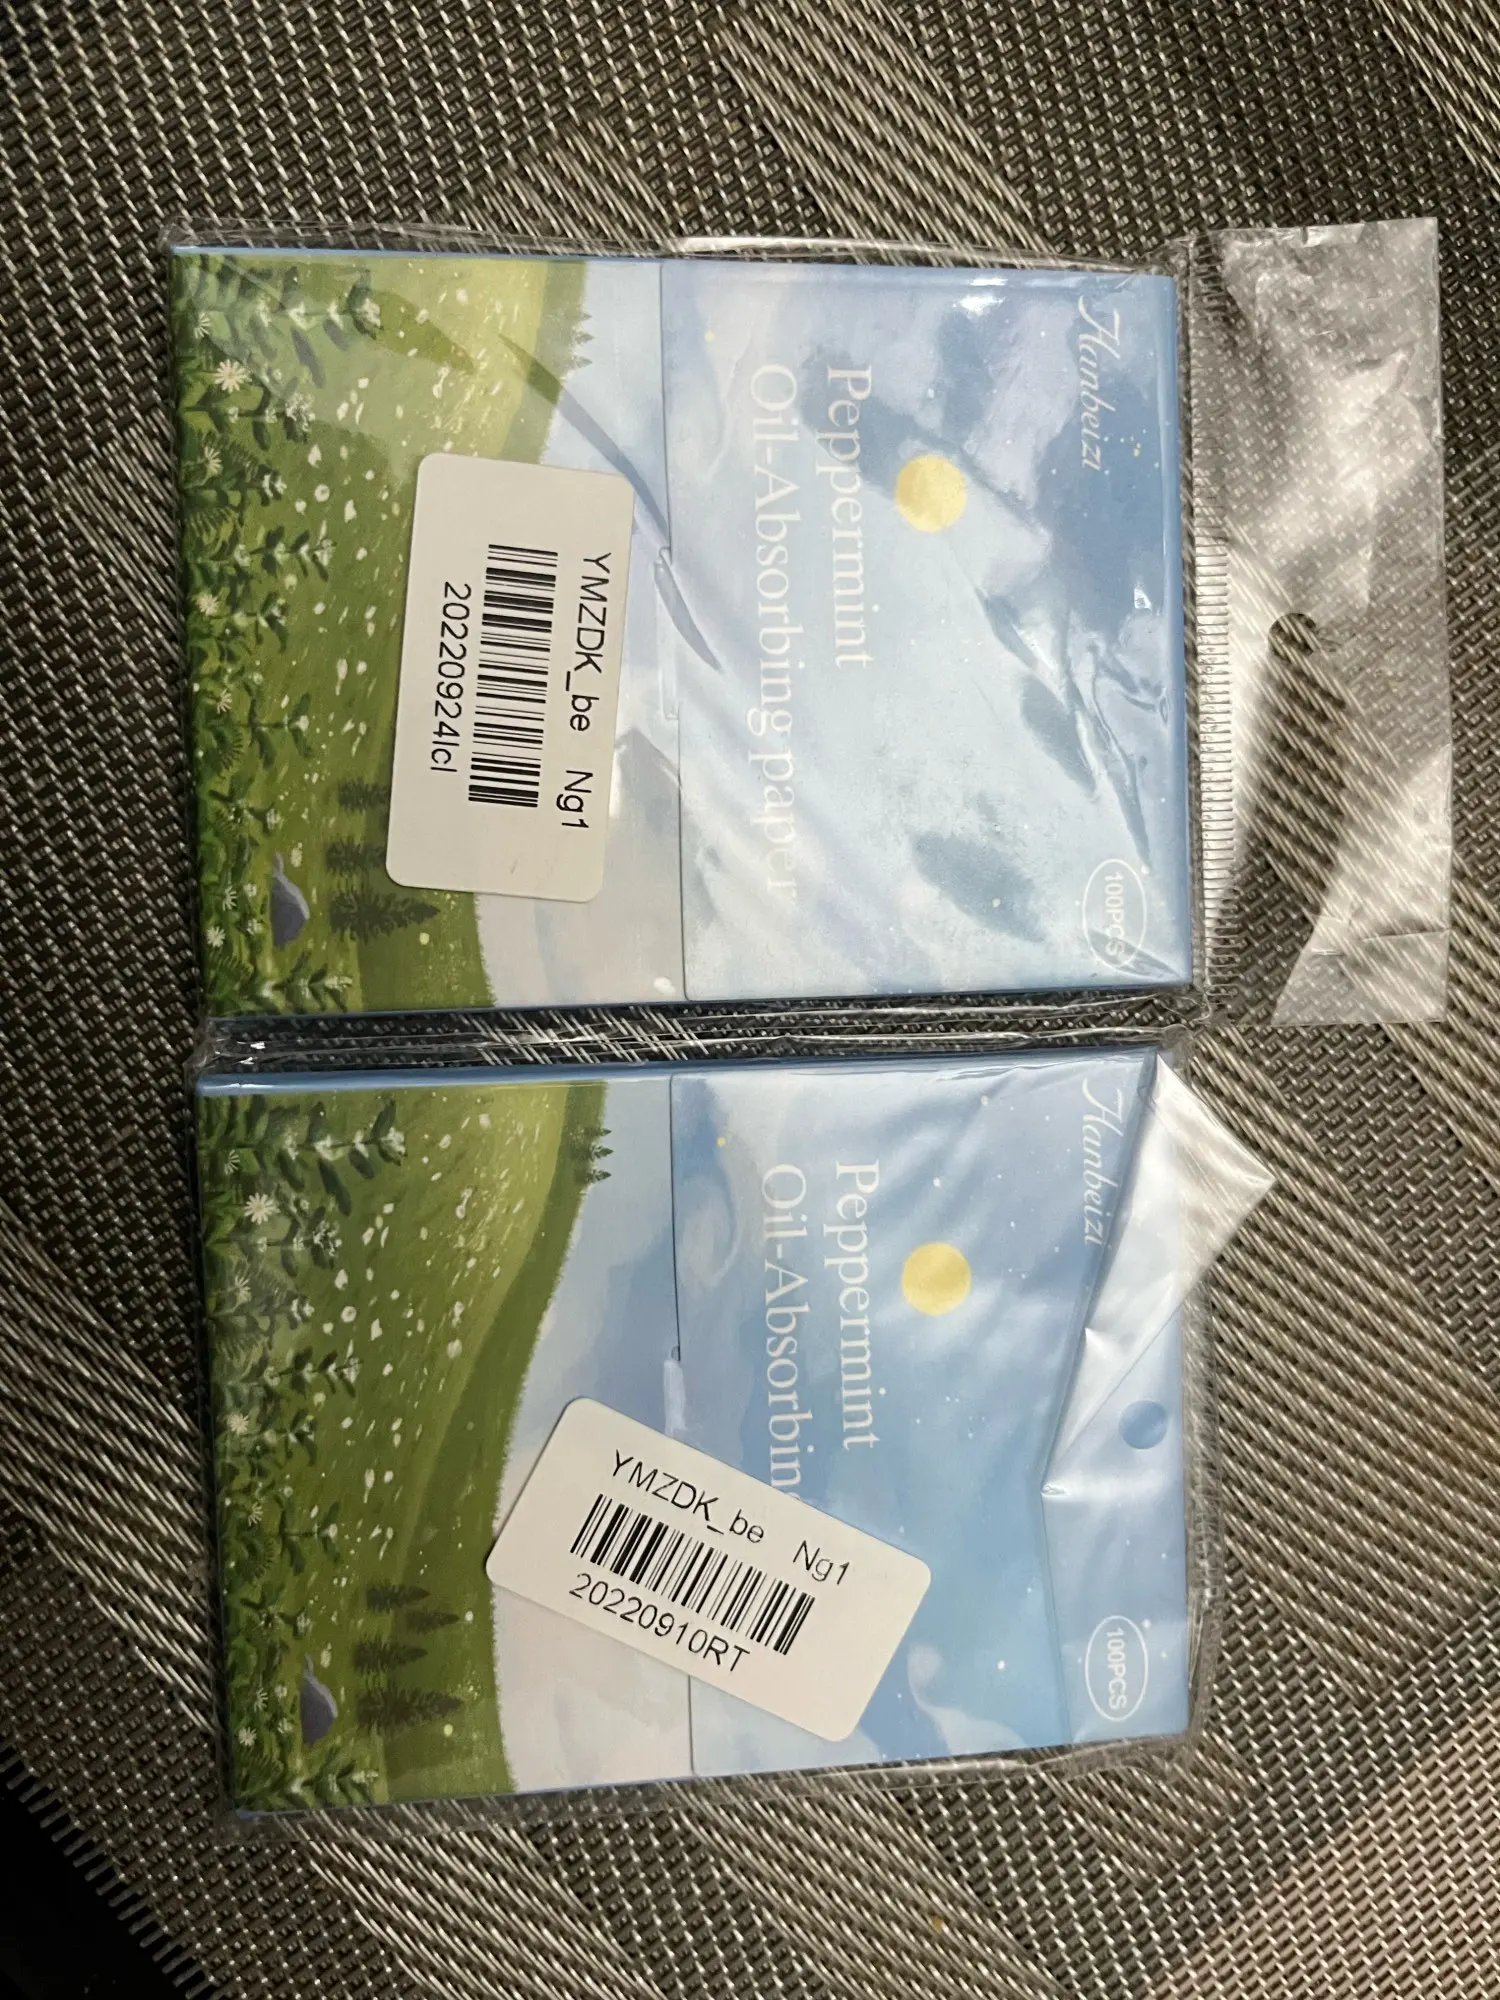 Hanbeizi
100PCS
Peppermint
Oil-Absorbing paper
YMZDK_be Ng1
20220924lcl
Hanbeizi
100PCS
Peppermint
Oil-Absorbin
YMZDK_be Ng1
20220910RT